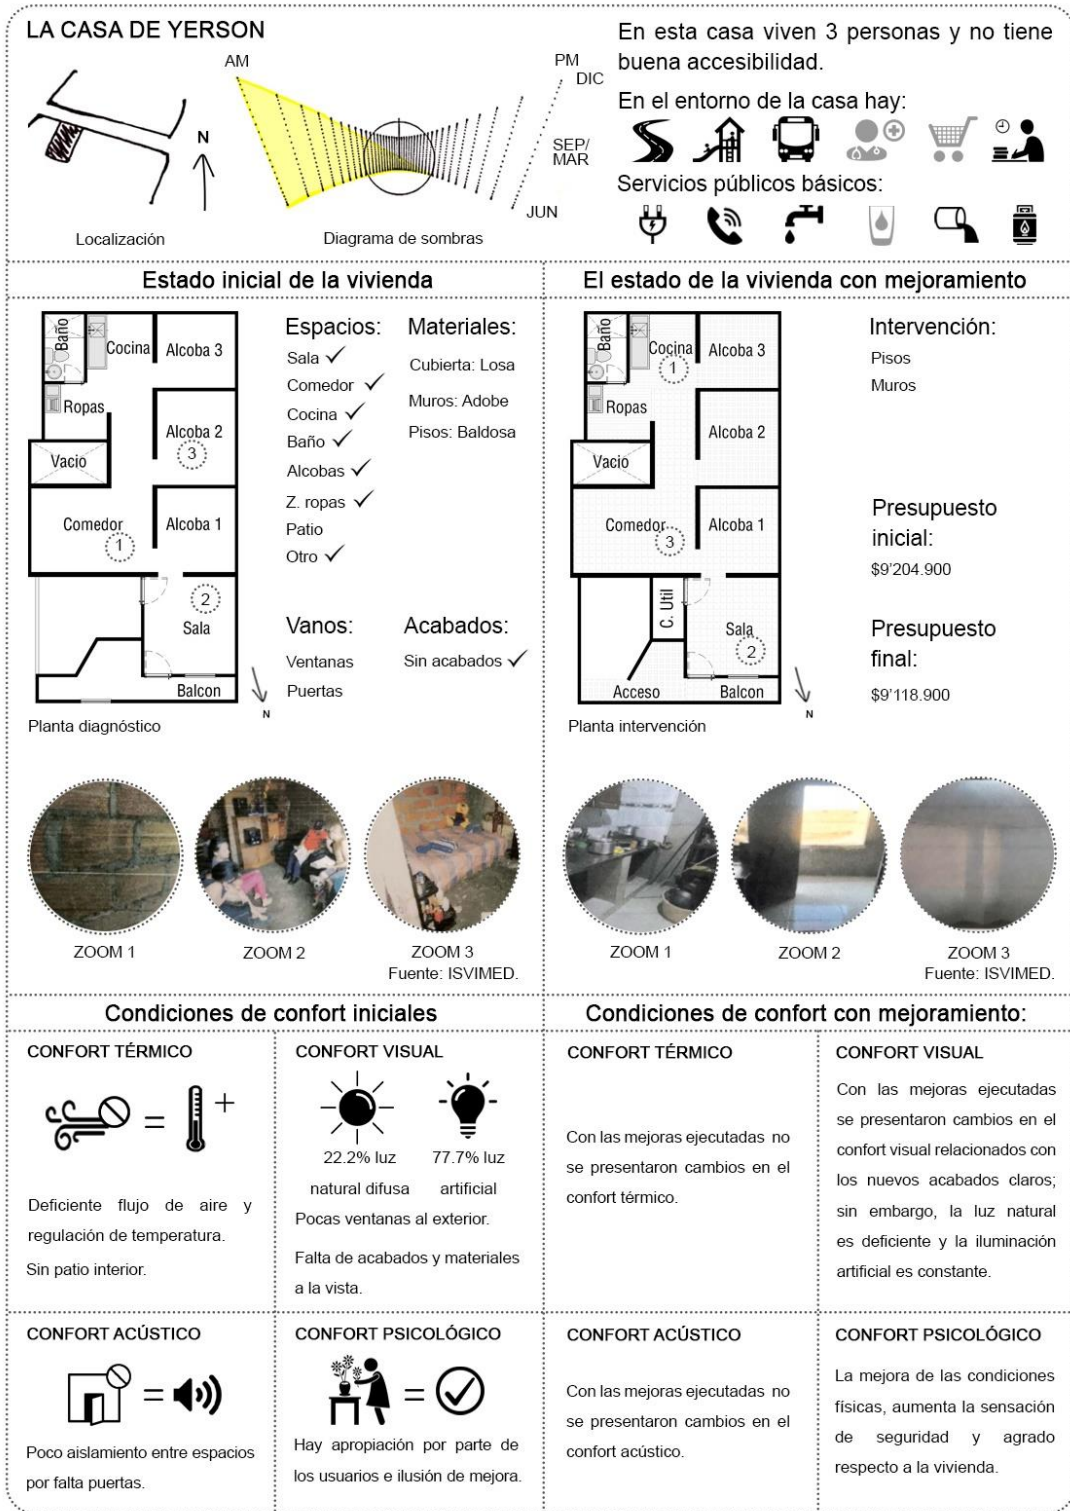 LA CASA DE YERSON
AM
PM
DIC
SEP/
MAR
JUN
N
Localización
Diagrama de sombras
En esta casa viven 3 personas y no tiene
buena accesibilidad.
En el entorno de la casa hay:
Servicios públicos básicos:
Estado inicial de la vivienda
Baño
Cocina
Alcoba 3
Ropas
Alcoba 2
3
Vacio
Comedor
1
Alcoba 1
2
Sala
Balcon
N
Planta diagnóstico
Espacios:
Sala ✓
Comedor ✓
Cocina ✓
Baño ✓
Alcobas ✓
Z. ropas ✓
Patio
Otro ✓
Materiales:
Cubierta: Losa
Muros: Adobe
Pisos: Baldosa
Vanos:
Ventanas
Puertas
Acabados:
Sin acabados ✓
ZOOM 1
ZOOM 2
ZOOM 3
Fuente: ISVIMED.
El estado de la vivienda con mejoramiento
Baño
Cocina
1
Alcoba 3
Ropas
Alcoba 2
Vacio
Comedor
3
Alcoba 1
C. Util
Sala
2
Acceso
Balcon
N
Planta intervención
Intervención:
Pisos
Muros
Presupuesto
inicial:
$9'204.900
Presupuesto
final:
$9'118.900
ZOOM 1
ZOOM 2
ZOOM 3
Fuente: ISVIMED.
Condiciones de confort iniciales
CONFORT TÉRMICO
= +
Deficiente flujo de aire y
regulación de temperatura.
Sin patio interior.
CONFORT VISUAL
22.2% luz
natural difusa
77.7% luz
artificial
Pocas ventanas al exterior.
Falta de acabados y materiales
a la vista.
CONFORT ACÚSTICO
=
Poco aislamiento entre espacios
por falta puertas.
CONFORT PSICOLÓGICO
=
Hay apropiación por parte de
los usuarios e ilusión de mejora.
Condiciones de confort con mejoramiento:
CONFORT TÉRMICO
Con las mejoras ejecutadas no
se presentaron cambios en el
confort térmico.
CONFORT VISUAL
Con las mejoras ejecutadas
se presentaron cambios en el
confort visual relacionados con
los nuevos acabados claros;
sin embargo, la luz natural
es deficiente y la iluminación
artificial es constante.
CONFORT ACÚSTICO
Con las mejoras ejecutadas no
se presentaron cambios en el
confort acústico.
CONFORT PSICOLÓGICO
La mejora de las condiciones
físicas, aumenta la sensación
de seguridad y agrado
respecto a la vivienda.